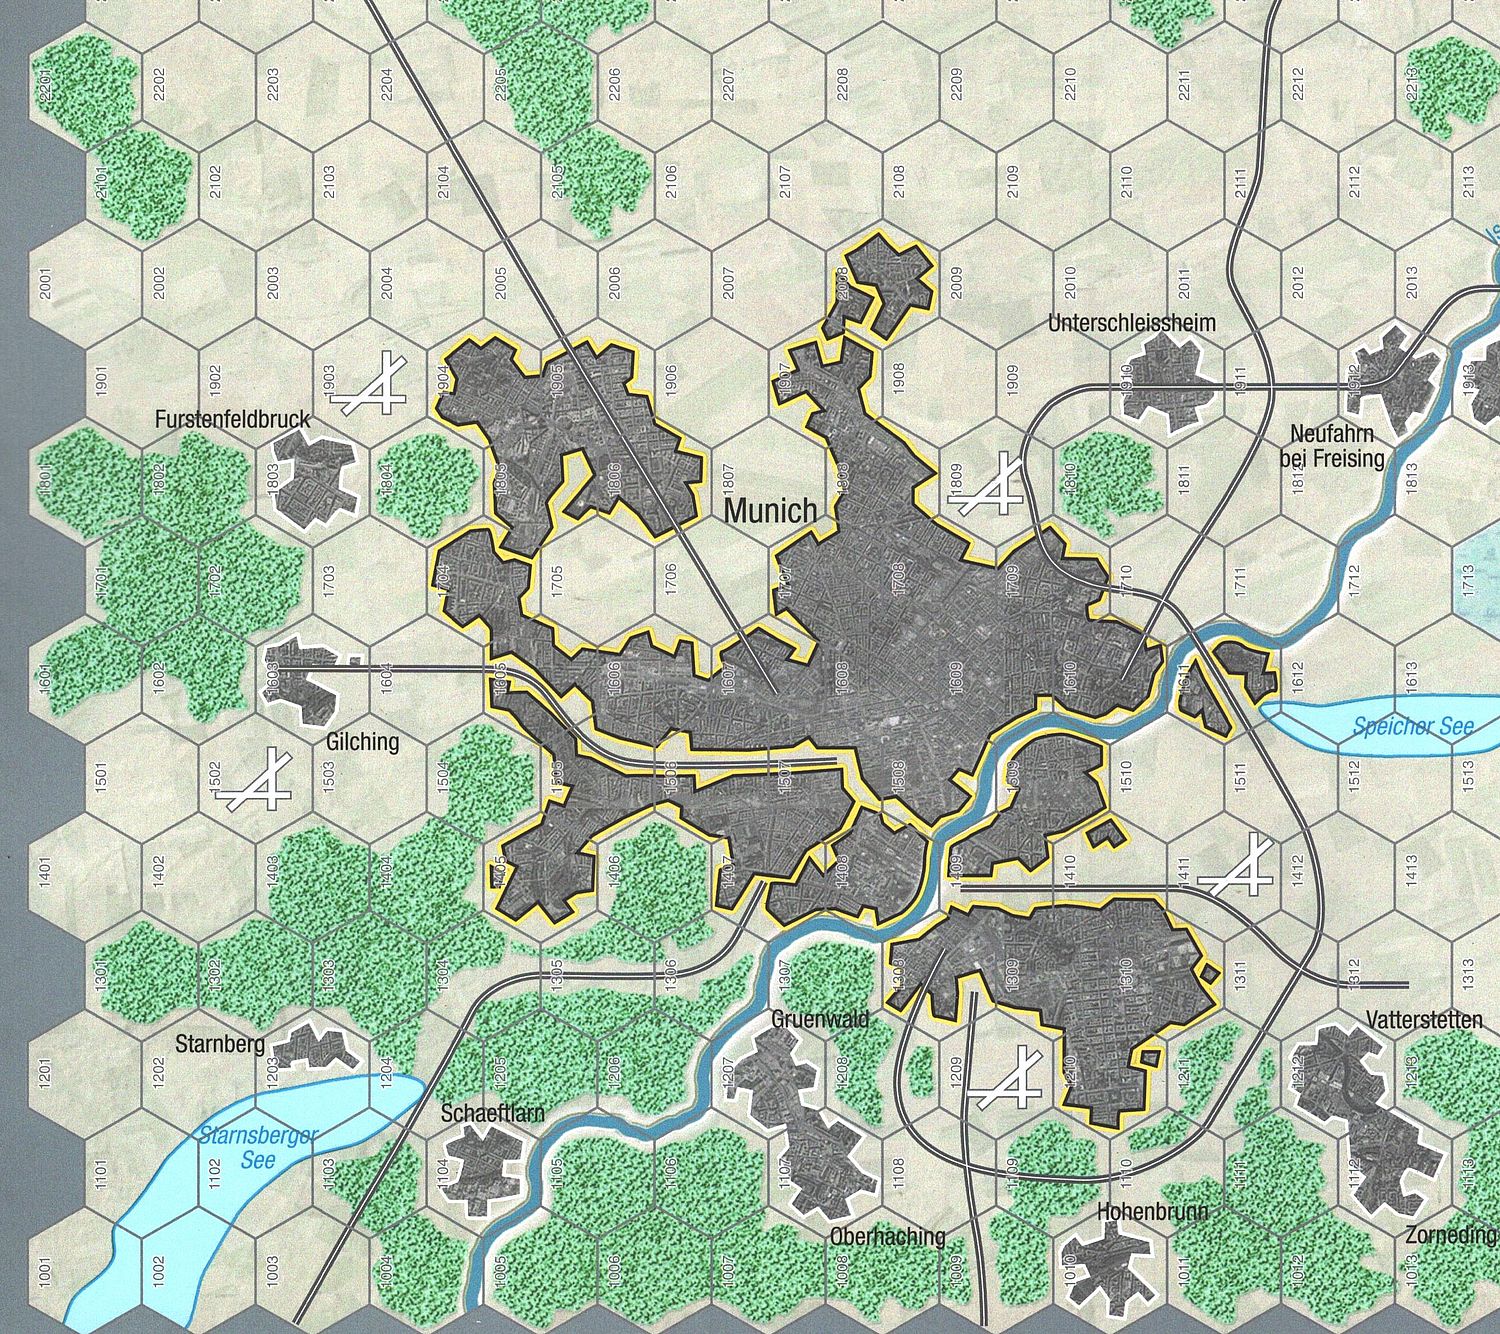 2201 2202 2203 2204 2205 2206 2207 2208 2209 2210 2211 2212 2213
2101 2102 2103 2104 2105 2106 2107 2108 2109 2110 2111 2112 2113
2001 2002 2003 2004 2005 2006 2007 2008 2009 2010 2011 2012 2013
Is
Unterschleissheim
1901 1902 1903 1904 1905 1906 1907 1908 1909 1910 1911 1912 1913
Furstenfeldbruck
Neufahrn
bei Freising
1801 1802 1803 1804 1805 1806 1807 1808 1809 1810 1811 1812 1813
Munich
1701 1702 1703 1704 1705 1706 1707 1708 1709 1710 1711 1712 1713
1601 1602 1603 1604 1605 1606 1607 1608 1609 1610 1611 1612 1613
Speicher See
Gilching
1501 1502 1503 1504 1505 1506 1507 1508 1509 1510 1511 1512 1513
1401 1402 1403 1404 1405 1406 1407 1408 1409 1410 1411 1412 1413
1301 1302 1303 1304 1305 1306 1307 1308 1309 1310 1311 1312 1313
Gruenwald
Vatterstetten
Starnberg
1201 1202 1203 1204 1205 1206 1207 1208 1209 1210 1211 1212 1213
Schaeftlarn
Starnsberger
See
1101 1102 1103 1104 1105 1106 1107 1108 1109 1110 1111 1112 1113
Hohenbrunn
Oberhaching
Zorneding
1001 1002 1003 1004 1005 1006 1007 1008 1009 1010 1011 1012 1013